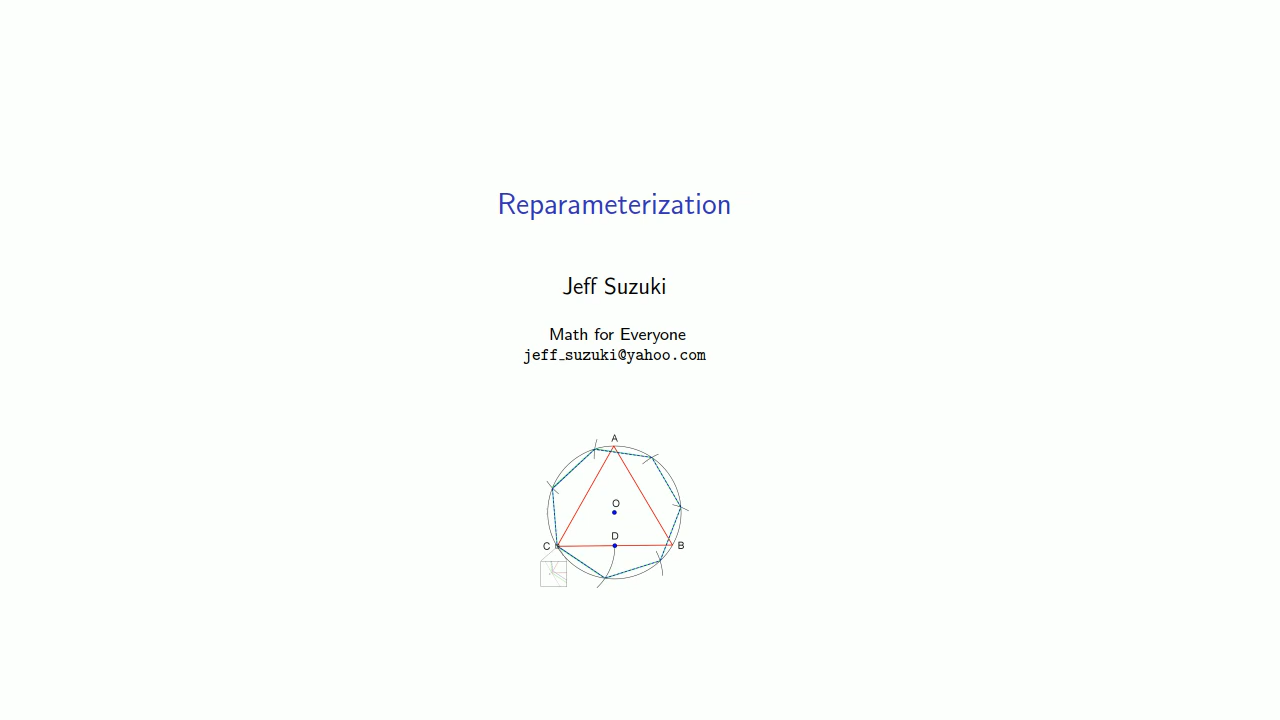 Reparameterization
Jeff Suzuki
Math for Everyone
jeff_suzuki@yahoo.com
A
O
D
C
B